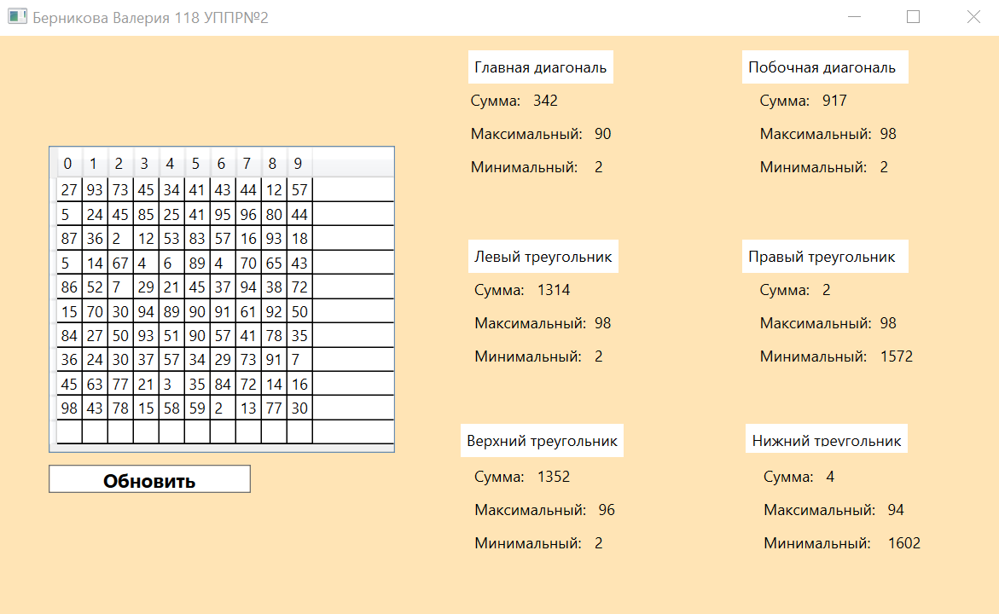 Берникова Валерия 118 УППР№2
0 1 2 3 4 5 6 7 8 9
27 93 73 45 34 41 43 44 12 57
5 24 45 85 25 41 95 96 80 44
87 36 2 12 53 83 57 16 93 18
5 14 67 4 6 89 4 70 65 43
86 52 7 29 21 45 37 94 38 72
15 70 30 94 89 90 91 61 92 50
84 27 50 93 51 90 57 41 78 35
36 24 30 37 57 34 29 73 91 7
45 63 77 21 3 35 84 72 14 16
98 43 78 15 58 59 2 13 77 30
Обновить
Главная диагональ
Сумма: 342
Максимальный: 90
Минимальный: 2
Побочная диагональ
Сумма: 917
Максимальный: 98
Минимальный: 2
Левый треугольник
Сумма: 1314
Максимальный: 98
Минимальный: 2
Правый треугольник
Сумма: 2
Максимальный: 98
Минимальный: 1572
Верхний треугольник
Сумма: 1352
Максимальный: 96
Минимальный: 2
Нижний треугольник
Сумма: 4
Максимальный: 94
Минимальный: 1602